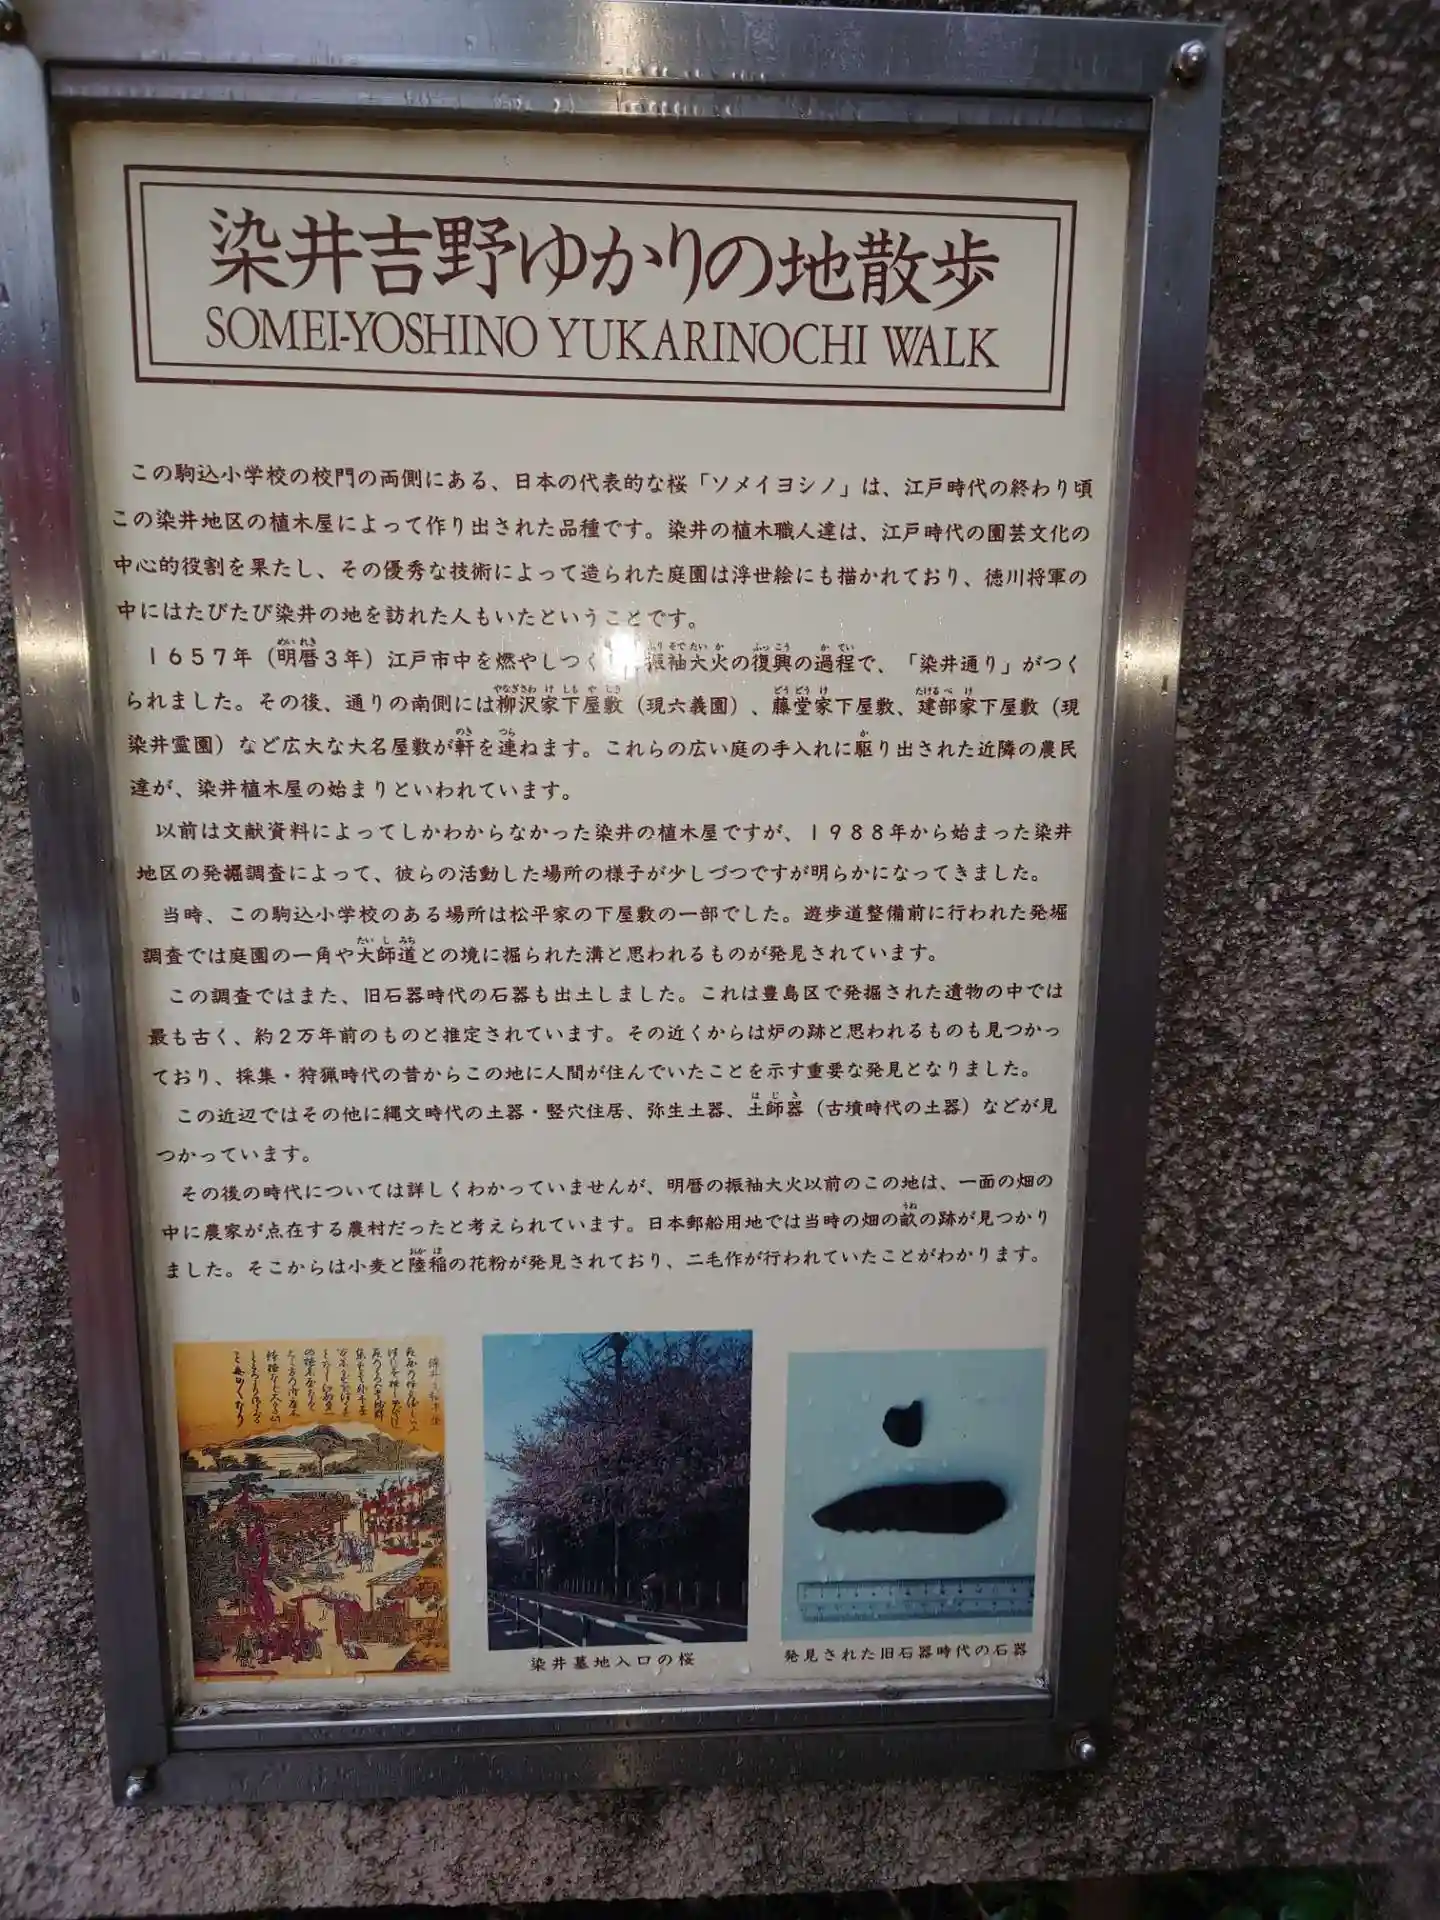 染井吉野ゆかりの地散歩
SOMEI-YOSHINO YUKARINOCHI WALK
この駒込小学校の校門の両側にある、日本の代表的な桜「ソメイヨシノ」は、江戸時代の終わり頃
この染井地区の植木屋によって作り出された品種です。染井の植木職人達は、江戸時代の園芸文化の
中心的役割を果たし、その優秀な技術によって造られた庭園は浮世絵にも描かれており、徳川将軍の
中にはたびたび染井の地を訪れた人もいたということです。
1657年（明暦3年）江戸市中を燃やしつく 振袖大火の復興の過程で、「染井通り」がつく
られました。その後、通りの南側には柳沢家下屋敷（現六義園）、藤堂家下屋敷、建部家下屋敷（現
染井霊園）など広大な大名屋敷が軒を連ねます。これらの広い庭の手入れに駆り出された近隣の農民
達が、染井植木屋の始まりといわれています。
以前は文献資料によってしかわからなかった染井の植木屋ですが、1988年から始まった染井
地区の発掘調査によって、彼らの活動した場所の様子が少しづつですが明らかになってきました。
当時、この駒込小学校のある場所は松平家の下屋敷の一部でした。遊歩道整備前に行われた発掘
調査では庭園の一角や大師道との境に掘られた溝と思われるものが発見されています。
この調査ではまた、旧石器時代の石器も出土しました。これは豊島区で発掘された遺物の中では
最も古く、約2万年前のものと推定されています。その近くからは炉の跡と思われるものも見つかっ
ており、採集・狩猟時代の昔からこの地に人間が住んでいたことを示す重要な発見となりました。
この近辺ではその他に縄文時代の土器・竪穴住居、弥生土器、土師器（古墳時代の土器）などが見
つかっています。
その後の時代については詳しくわかっていませんが、明暦の振袖大火以前のこの地は、一面の畑の
中に農家が点在する農村だったと考えられています。日本郵船用地では当時の畑の畝の跡が見つかり
ました。そこからは小麦と陸稲の花粉が発見されており、二毛作が行われていたことがわかります。
染井墓地入口の桜
発見された旧石器時代の石器